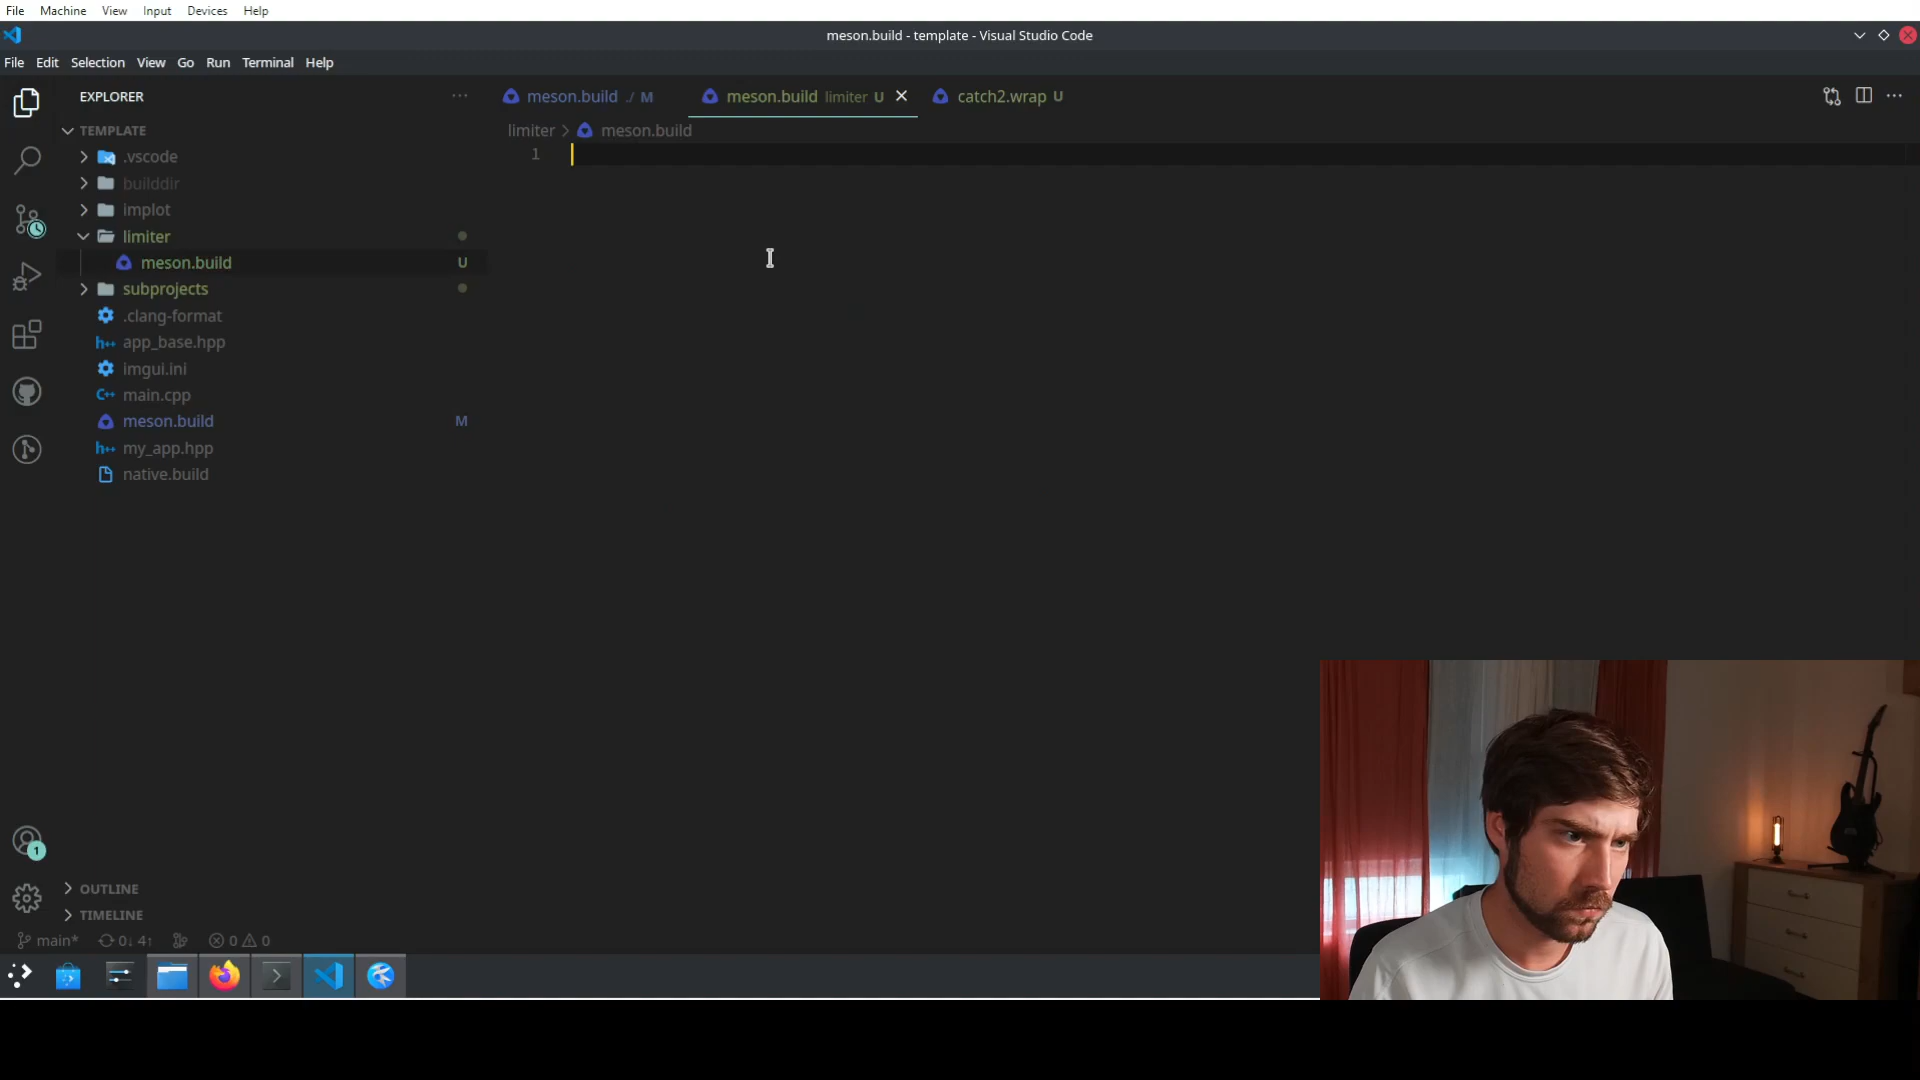 File Machine View Input Devices Help
meson.build - template - Visual Studio Code
File Edit Selection View Go Run Terminal Help
EXPLORER
meson.build ./ M
meson.build limiter U
catch2.wrap U
TEMPLATE
limiter > meson.build
1
.vscode
builddir
implot
limiter
meson.build U
subprojects
.clang-format
app_base.hpp
imgui.ini
main.cpp
meson.build M
my_app.hpp
native.build
1
OUTLINE
TIMELINE
main* 0↓ 4↑ 0 0